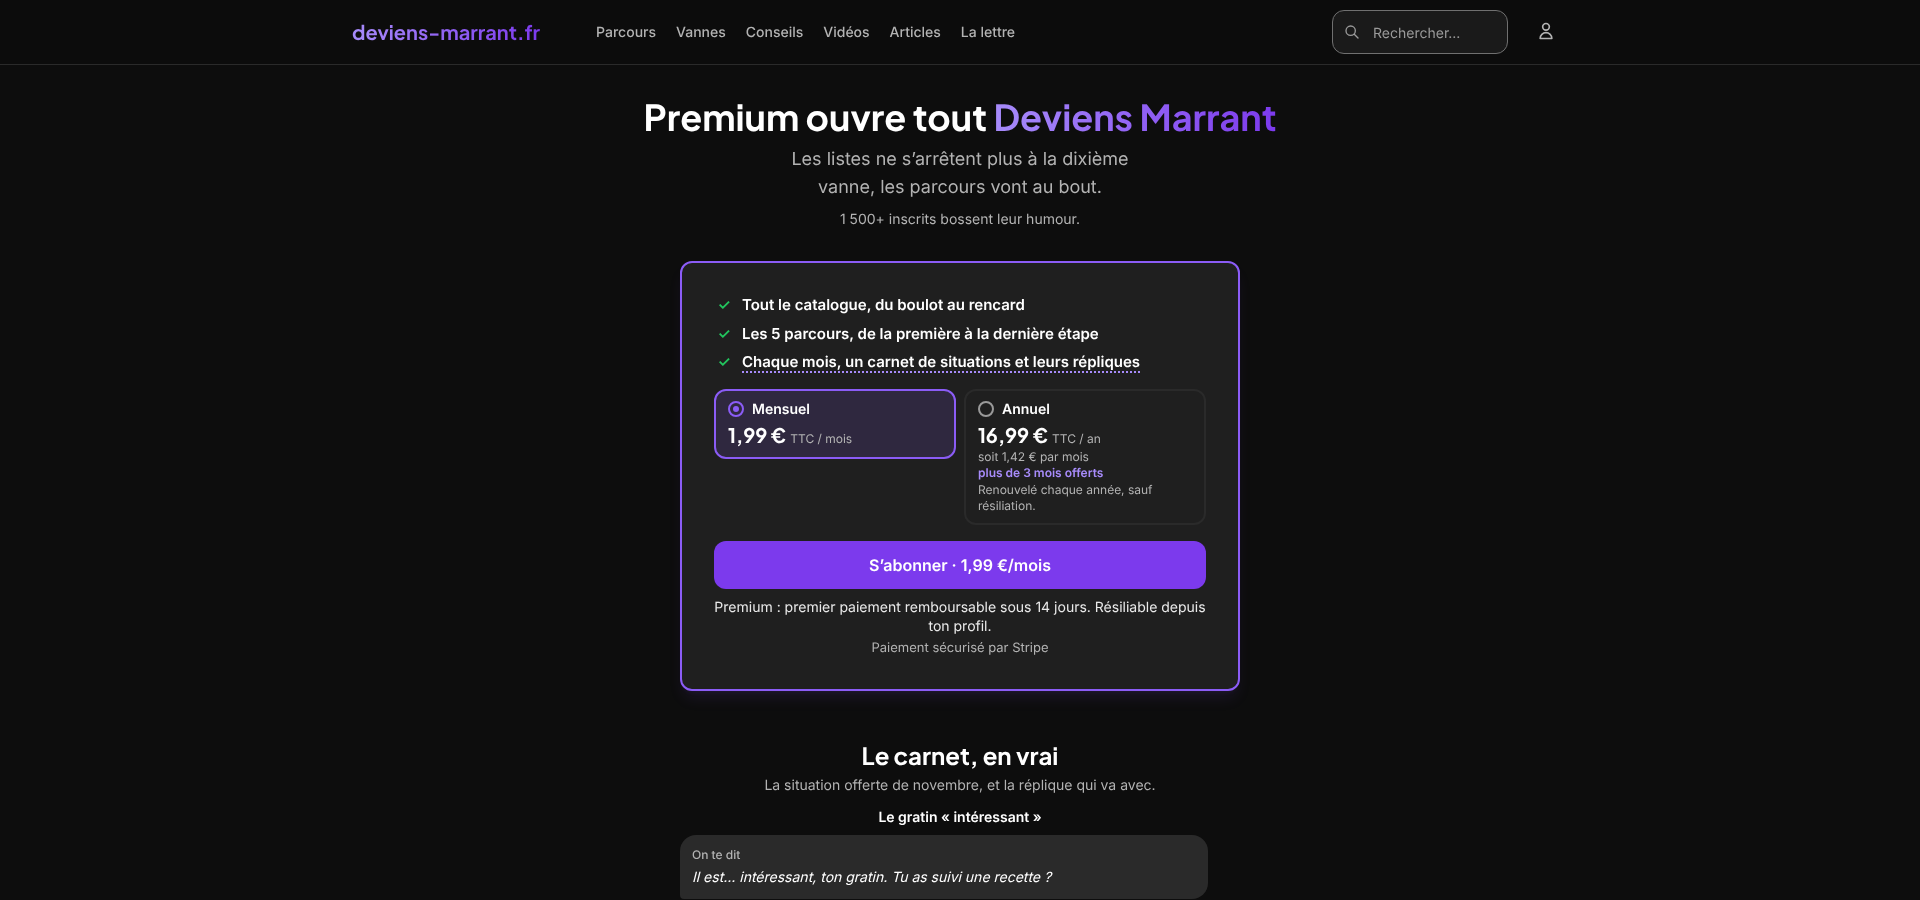 deviens-marrant.fr
Parcours
Vannes
Conseils
Vidéos
Articles
La lettre
Rechercher...
Premium ouvre tout Deviens Marrant
Les listes ne s’arrêtent plus à la dixième
vanne, les parcours vont au bout.
1 500+ inscrits bossent leur humour.
Tout le catalogue, du boulot au rencard
Les 5 parcours, de la première à la dernière étape
Chaque mois, un carnet de situations et leurs répliques
Mensuel
1,99 € TTC / mois
Annuel
16,99 € TTC / an
soit 1,42 € par mois
plus de 3 mois offerts
Renouvelé chaque année, sauf
résiliation.
S’abonner · 1,99 €/mois
Premium : premier paiement remboursable sous 14 jours. Résiliable depuis
ton profil.
Paiement sécurisé par Stripe
Le carnet, en vrai
La situation offerte de novembre, et la réplique qui va avec.
Le gratin « intéressant »
On te dit
Il est... intéressant, ton gratin. Tu as suivi une recette ?